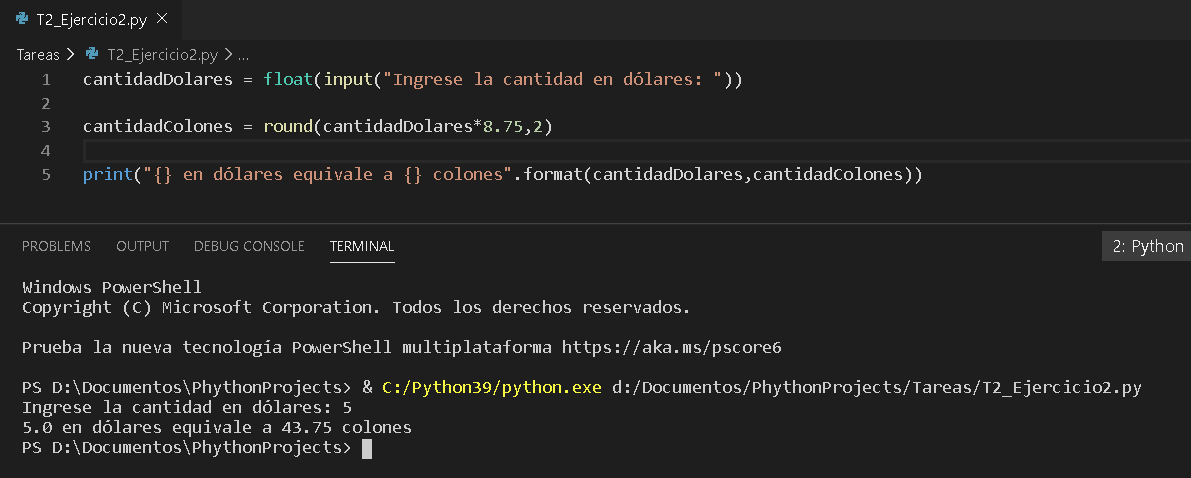 T2_Ejercicio2.py ×
Tareas > T2_Ejercicio2.py > ...
1 cantidadDolares = float(input("Ingrese la cantidad en dólares: "))
2
3 cantidadColones = round(cantidadDolares*8.75,2)
4
5 print("{} en dólares equivale a {} colones".format(cantidadDolares,cantidadColones))
PROBLEMS OUTPUT DEBUG CONSOLE TERMINAL 2: Python
Windows PowerShell
Copyright (C) Microsoft Corporation. Todos los derechos reservados.
Prueba la nueva tecnología PowerShell multiplataforma https://aka.ms/pscore6
PS D:\Documentos\PhythonProjects> & C:/Python39/python.exe d:/Documentos/PhythonProjects/Tareas/T2_Ejercicio2.py
Ingrese la cantidad en dólares: 5
5.0 en dólares equivale a 43.75 colones
PS D:\Documentos\PhythonProjects>